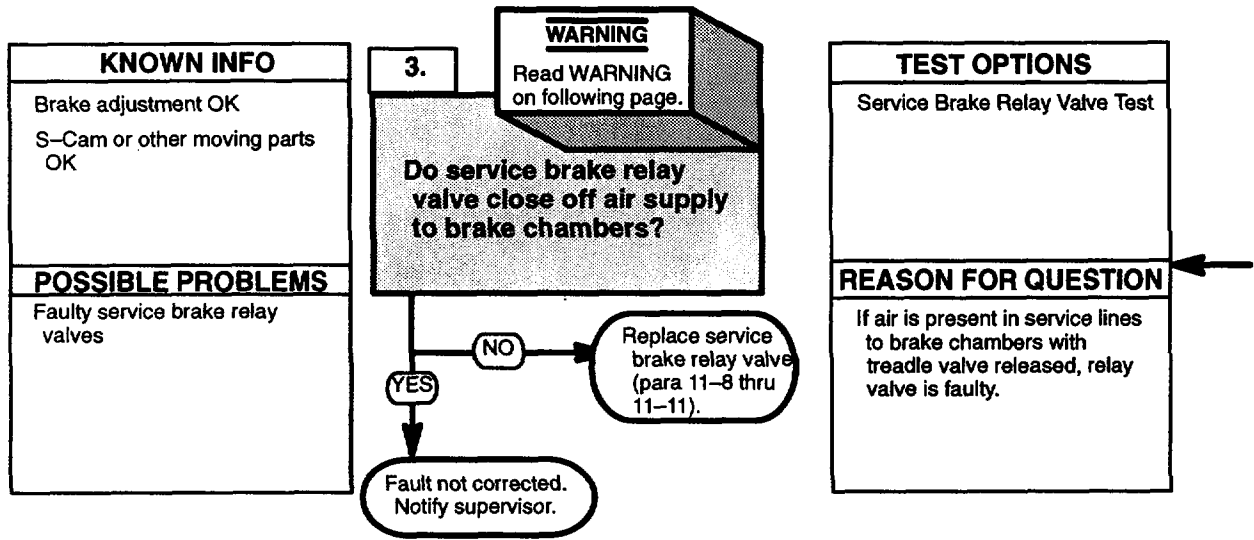 KNOWN INFO
Brake adjustment OK
S–Cam or other moving parts
OK
POSSIBLE PROBLEMS
Faulty service brake relay
valves
3.
WARNING
Read WARNING
on following page.
Do service brake relay
valve close off air supply
to brake chambers?
NO
Replace service
brake relay valve
(para 11–8 thru
11–11).
YES
Fault not corrected.
Notify supervisor.
TEST OPTIONS
Service Brake Relay Valve Test
REASON FOR QUESTION
If air is present in service lines
to brake chambers with
treadle valve released, relay
valve is faulty.